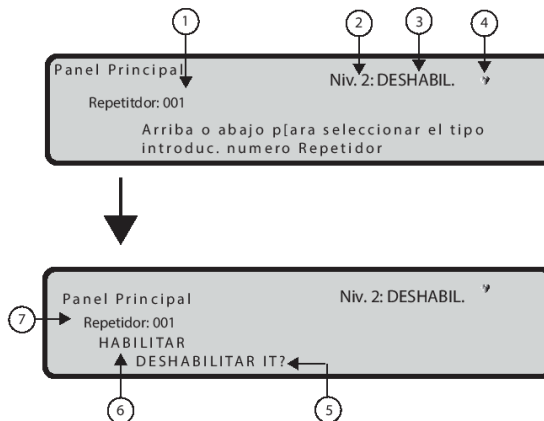 1
2
3
4
Panel Principal
Niv. 2: DESHABIL.
Repetitdor: 001
Arriba o abajo p[ara seleccionar el tipo
introduc. numero Repetidor
Panel Principal
Niv. 2: DESHABIL.
7
Repetidor: 001
HABILITAR
DESHABILITAR IT?
6
5